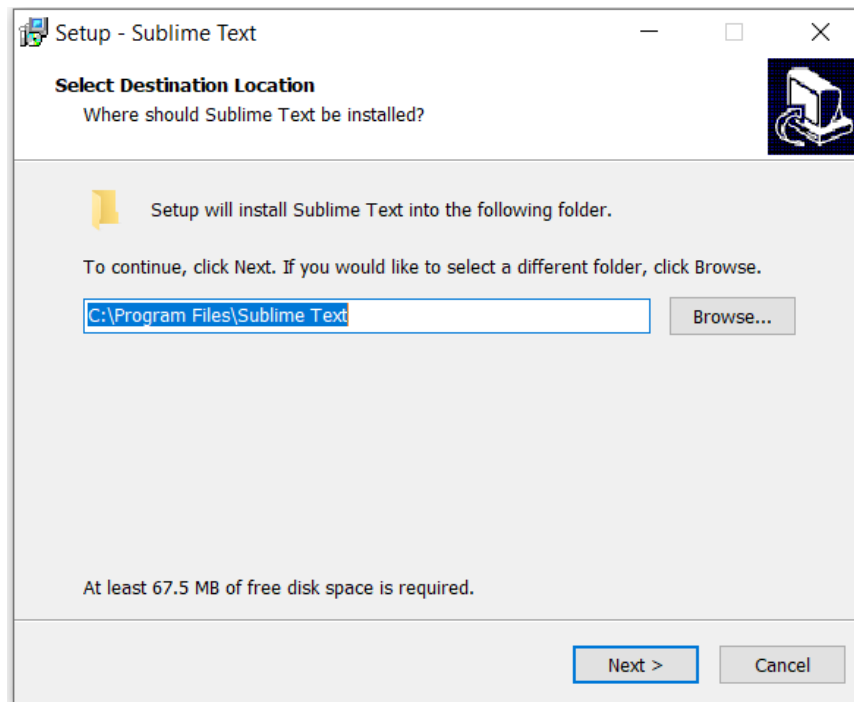 Setup - Sublime Text
Select Destination Location
Where should Sublime Text be installed?
Setup will install Sublime Text into the following folder.
To continue, click Next. If you would like to select a different folder, click Browse.
C:\Program Files\Sublime Text
Browse...
At least 67.5 MB of free disk space is required.
Next >
Cancel